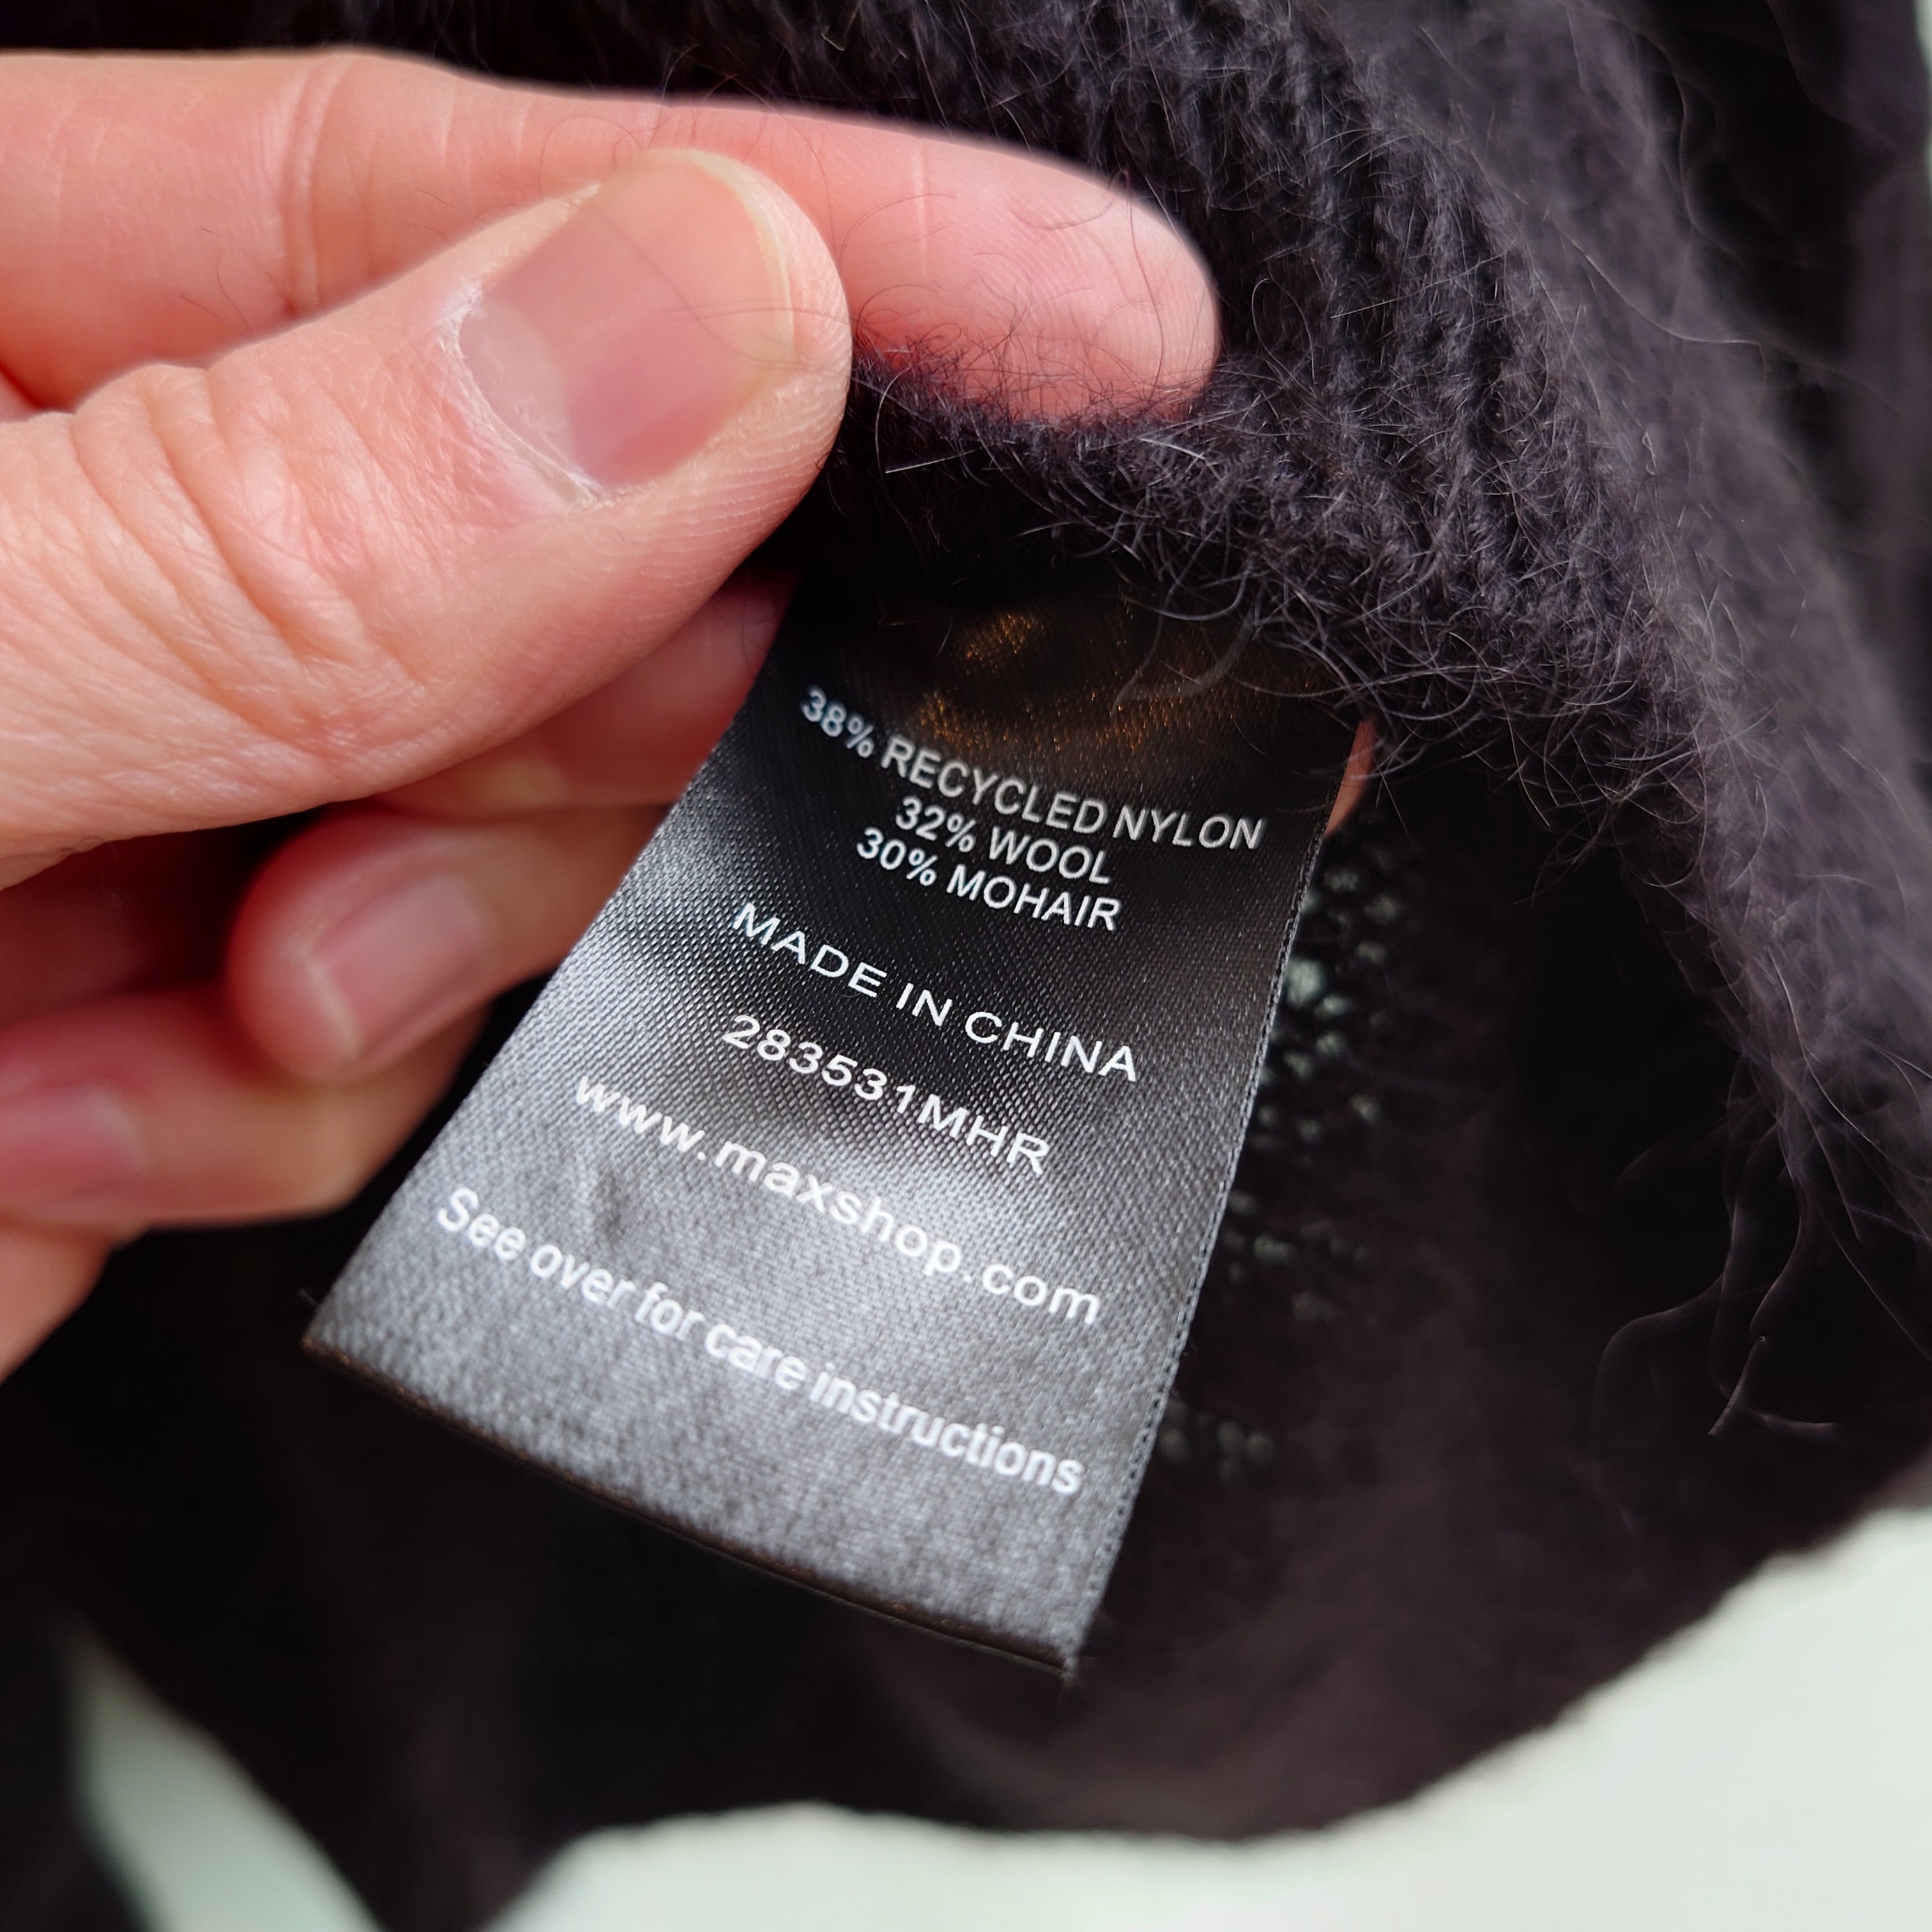 38% RECYCLED NYLON
32% WOOL
30% MOHAIR
MADE IN CHINA
283531MHR
www.maxshop.com
See over for care instructions